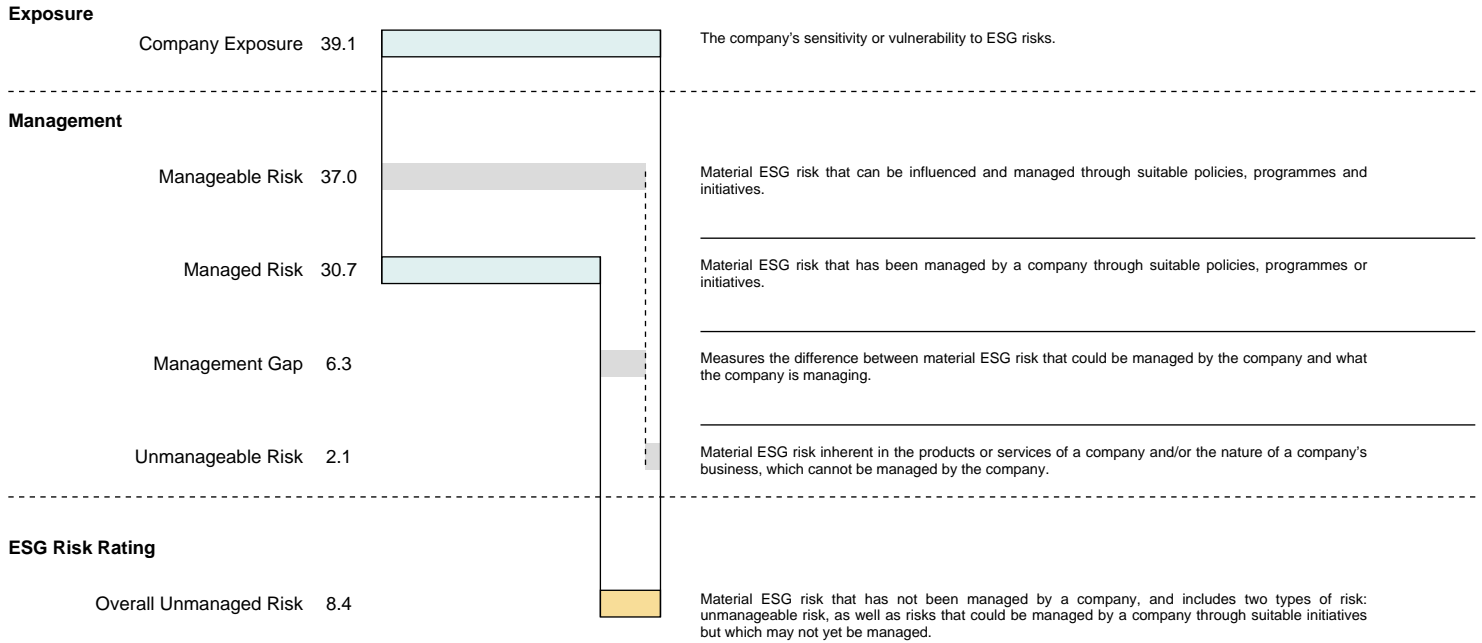 Exposure
Company Exposure 39.1
The company’s sensitivity or vulnerability to ESG risks.
Management
Manageable Risk 37.0
Material ESG risk that can be influenced and managed through suitable policies, programmes and
initiatives.
Managed Risk 30.7
Material ESG risk that has been managed by a company through suitable policies, programmes or
initiatives.
Management Gap 6.3
Measures the difference between material ESG risk that could be managed by the company and what
the company is managing.
Unmanageable Risk 2.1
Material ESG risk inherent in the products or services of a company and/or the nature of a company’s
business, which cannot be managed by the company.
ESG Risk Rating
Overall Unmanaged Risk 8.4
Material ESG risk that has not been managed by a company, and includes two types of risk:
unmanageable risk, as well as risks that could be managed by a company through suitable initiatives
but which may not yet be managed.